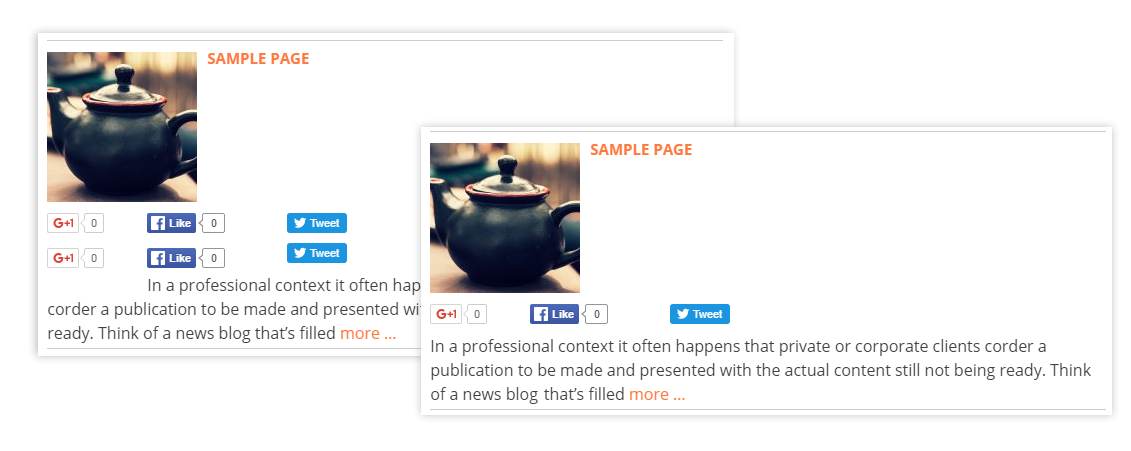 SAMPLE PAGE
G+1 0 Like 0 Tweet
G+1 0 Like 0 Tweet
In a professional context it often hap
corder a publication to be made and presented wi
ready. Think of a news blog that’s filled more ...
SAMPLE PAGE
G+1 0 Like 0 Tweet
In a professional context it often happens that private or corporate clients corder a
publication to be made and presented with the actual content still not being ready. Think
of a news blog that’s filled more ...